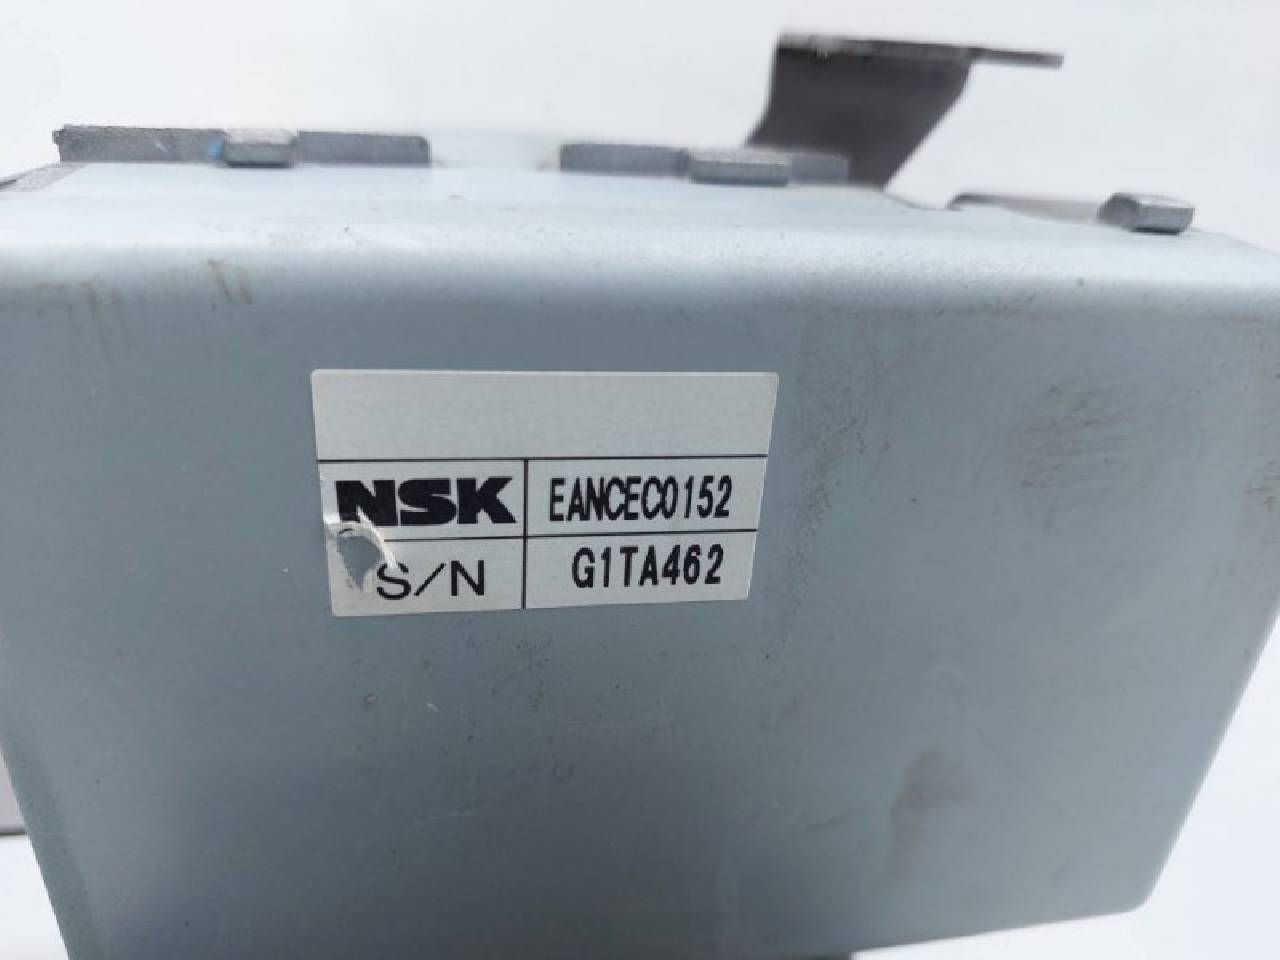 NSK EANCEC0152
S/N G1TA462